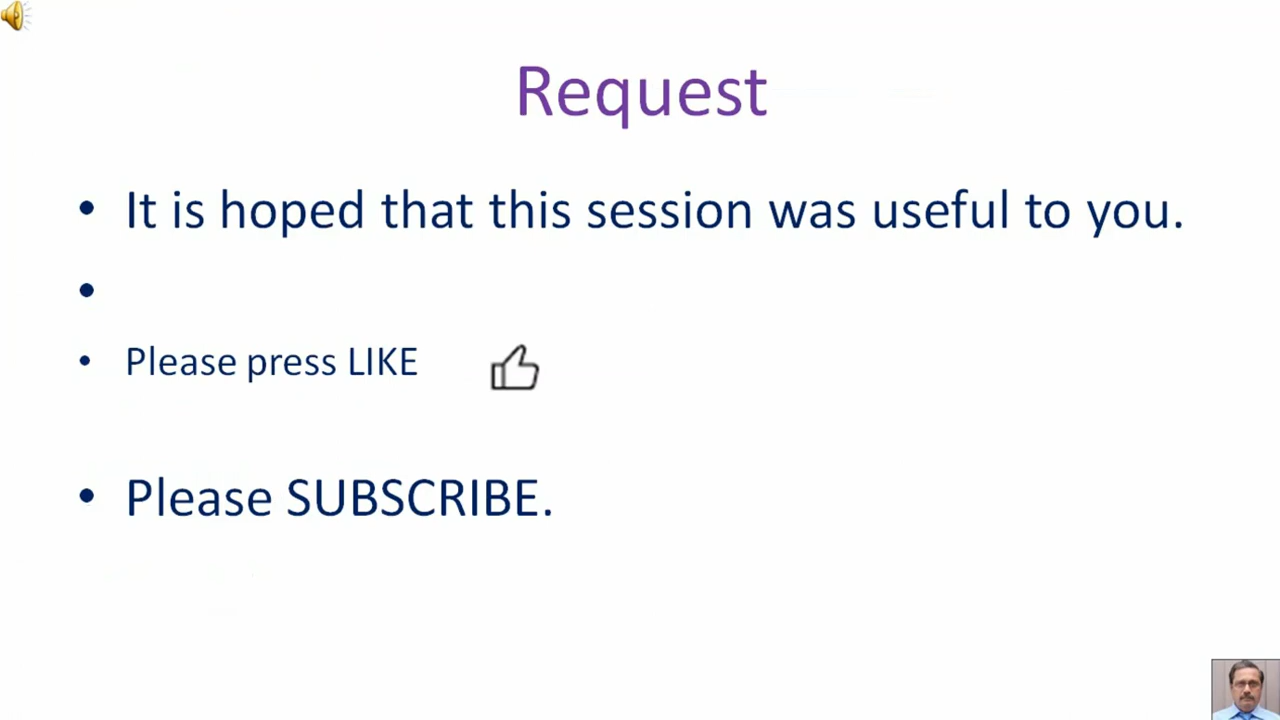 Request
• It is hoped that this session was useful to you.
•
• Please press LIKE
• Please SUBSCRIBE.